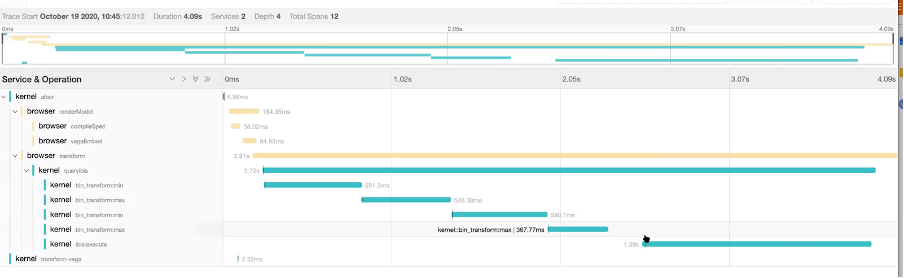 Trace Start October 19 2020, 10:45:12.012 Duration 4.09s Services 2 Depth 4 Total Spans 12
0ms 1.02s 2.05s 3.07s 4.09s
Service & Operation 0ms 1.02s 2.05s 3.07s 4.09s
kernel altair 6.98ms
browser renderModel 184.35ms
browser compileSpec 38.02ms
browser vegaEmbed 64.83ms
browser transform 3.91s
kernel queryibis 3.72s
kernel bin_transform:min 691.9ms
kernel bin_transform:max 545.38ms
kernel bin_transform:min 580.1ms
kernel bin_transform:max kernel::bin_transform:max | 367.77ms
kernel ibis:execute 1.39s
kernel transform-vega 2.32ms